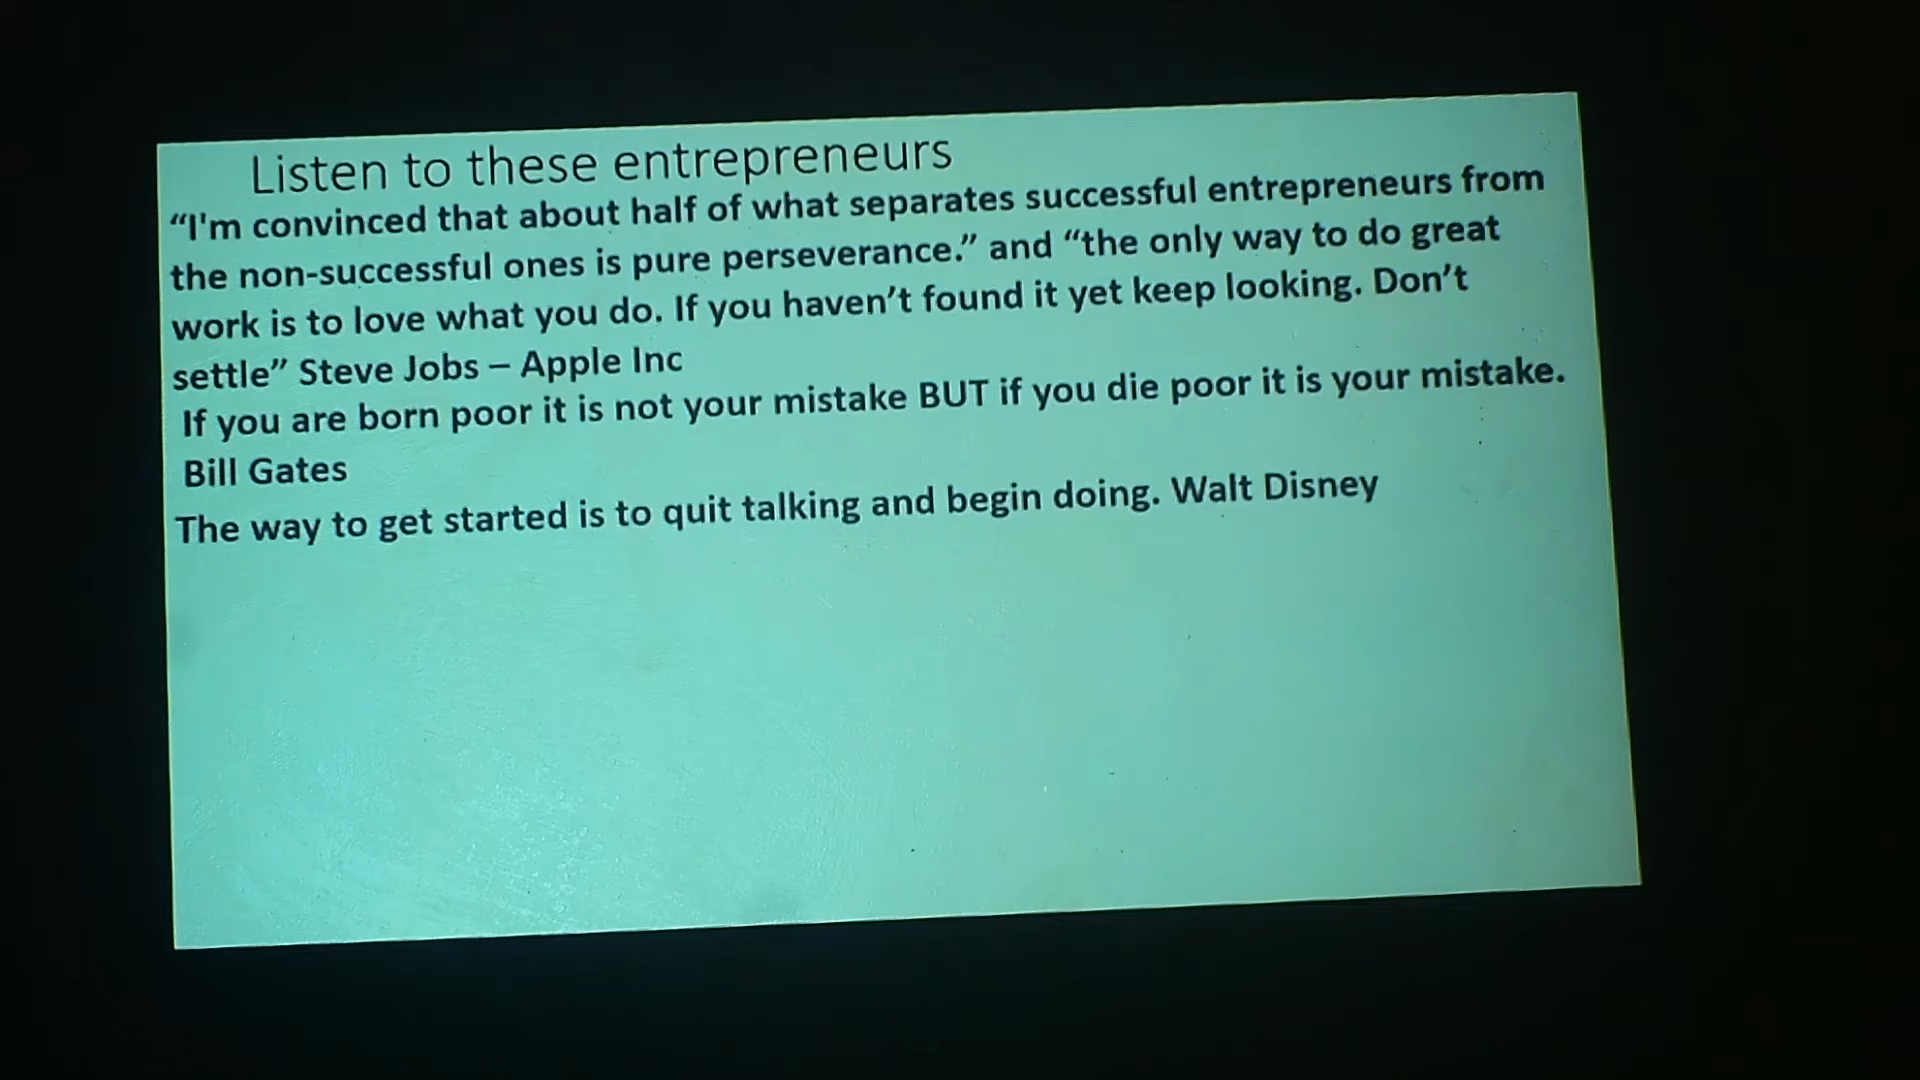 Listen to these entrepreneurs
“I'm convinced that about half of what separates successful entrepreneurs from
the non-successful ones is pure perseverance.” and “the only way to do great
work is to love what you do. If you haven’t found it yet keep looking. Don’t
settle” Steve Jobs – Apple Inc
If you are born poor it is not your mistake BUT if you die poor it is your mistake.
Bill Gates
The way to get started is to quit talking and begin doing. Walt Disney